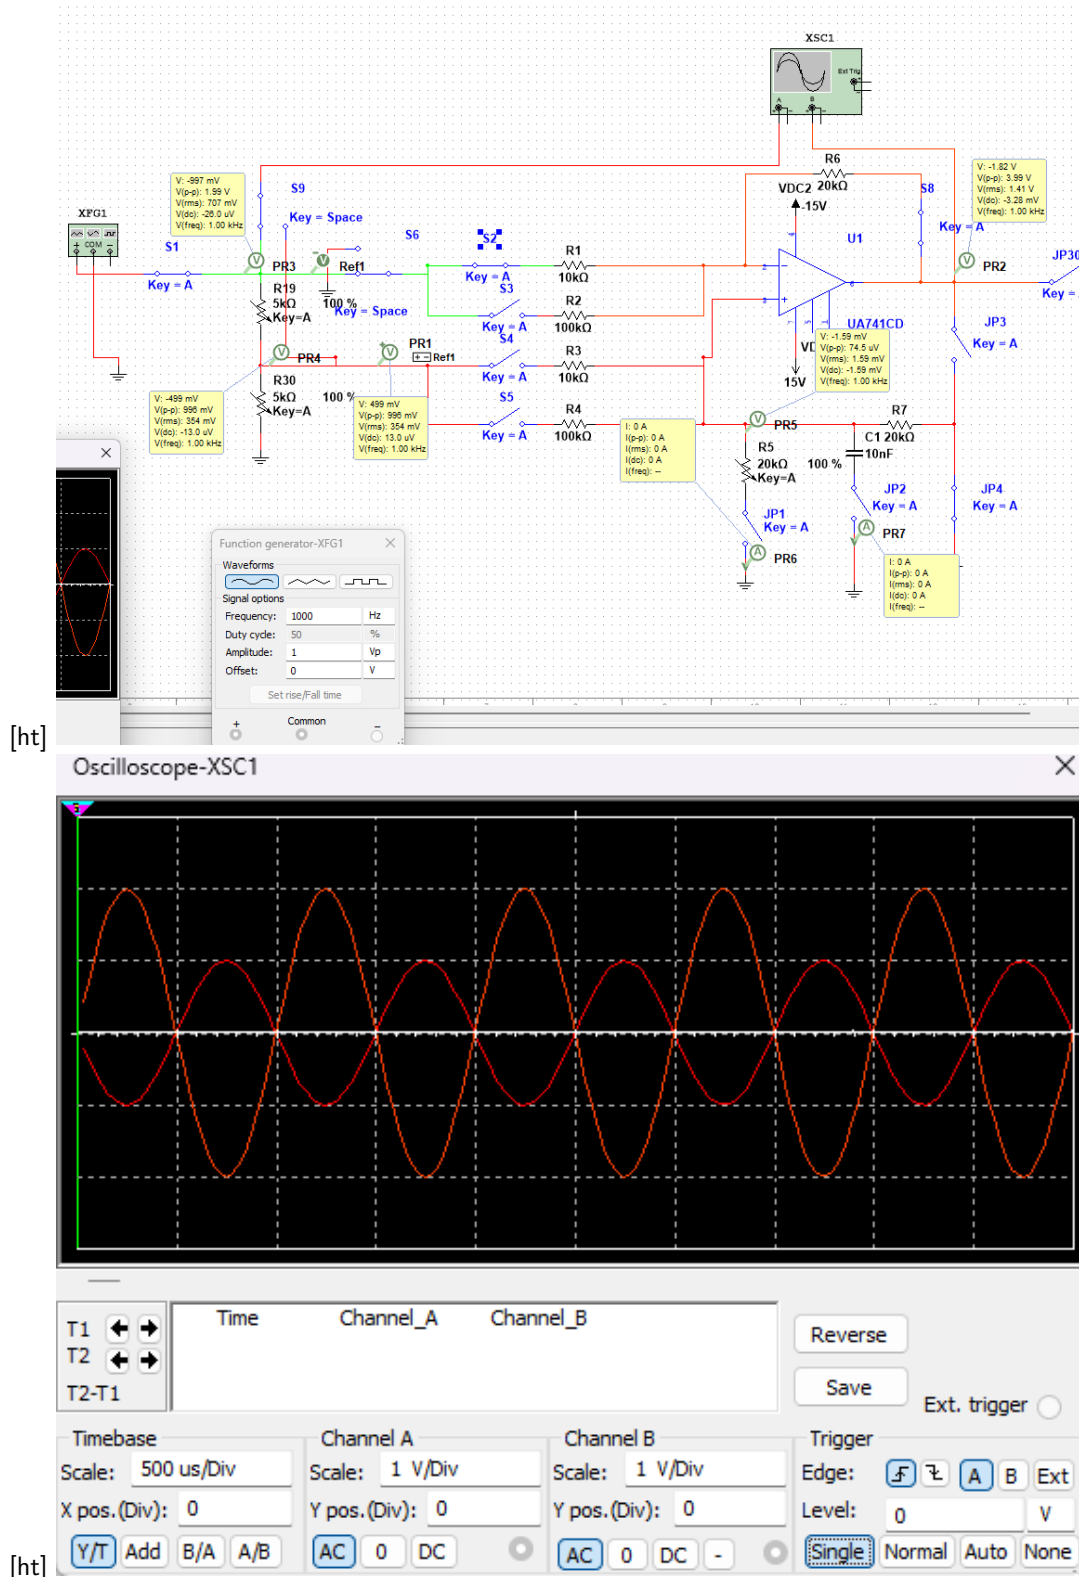 XSC1
Ext Trig
A B
V: -997 mV
V(p-p): 1.99 V
V(rms): 707 mV
V(dc): -26.0 uV
V(freq): 1.00 kHz
S9
Key = Space
XFG1
COM
S1
Key = A
PR3
Ref1
S6
Key = Space
S2
Key = A
R1
10kΩ
R6
20kΩ
VDC2
-15V
S8
Key = A
V: -1.82 V
V(p-p): 3.99 V
V(rms): 1.41 V
V(dc): -3.28 mV
V(freq): 1.00 kHz
U1
PR2
JP30
Key =
R19
5kΩ
Key=A
100 %
S3
Key = A
R2
100kΩ
UA741CD
V: -1.59 mV
V(p-p): 74.5 uV
V(rms): 1.59 mV
V(dc): -1.59 mV
V(freq): 1.00 kHz
JP3
Key = A
PR4
PR1
Ref1
S4
Key = A
R3
10kΩ
15V
R30
5kΩ
Key=A
100 %
V: -499 mV
V(p-p): 996 mV
V(rms): 354 mV
V(dc): -13.0 uV
V(freq): 1.00 kHz
V: 499 mV
V(p-p): 996 mV
V(rms): 354 mV
V(dc): 13.0 uV
V(freq): 1.00 kHz
S5
Key = A
R4
100kΩ
I: 0 A
I(p-p): 0 A
I(rms): 0 A
I(dc): 0 A
I(freq): --
PR5
R5
20kΩ
Key=A
100 %
C1
10nF
R7
20kΩ
JP1
Key = A
JP2
Key = A
JP4
Key = A
PR6
PR7
I: 0 A
I(p-p): 0 A
I(rms): 0 A
I(dc): 0 A
I(freq): --
Function generator-XFG1
Waveforms
Signal options
Frequency: 1000 Hz
Duty cycle: 50 %
Amplitude: 1 Vp
Offset: 0 V
Set rise/Fall time
+ Common −
[ht]
Oscilloscope-XSC1
Time Channel_A Channel_B
T1
T2
T2-T1
Reverse
Save
Ext. trigger
Timebase
Scale: 500 us/Div
X pos.(Div): 0
Y/T Add B/A A/B
Channel A
Scale: 1 V/Div
Y pos.(Div): 0
AC 0 DC
Channel B
Scale: 1 V/Div
Y pos.(Div): 0
AC 0 DC -
Trigger
Edge: A B Ext
Level: 0 V
Single Normal Auto None
[ht]